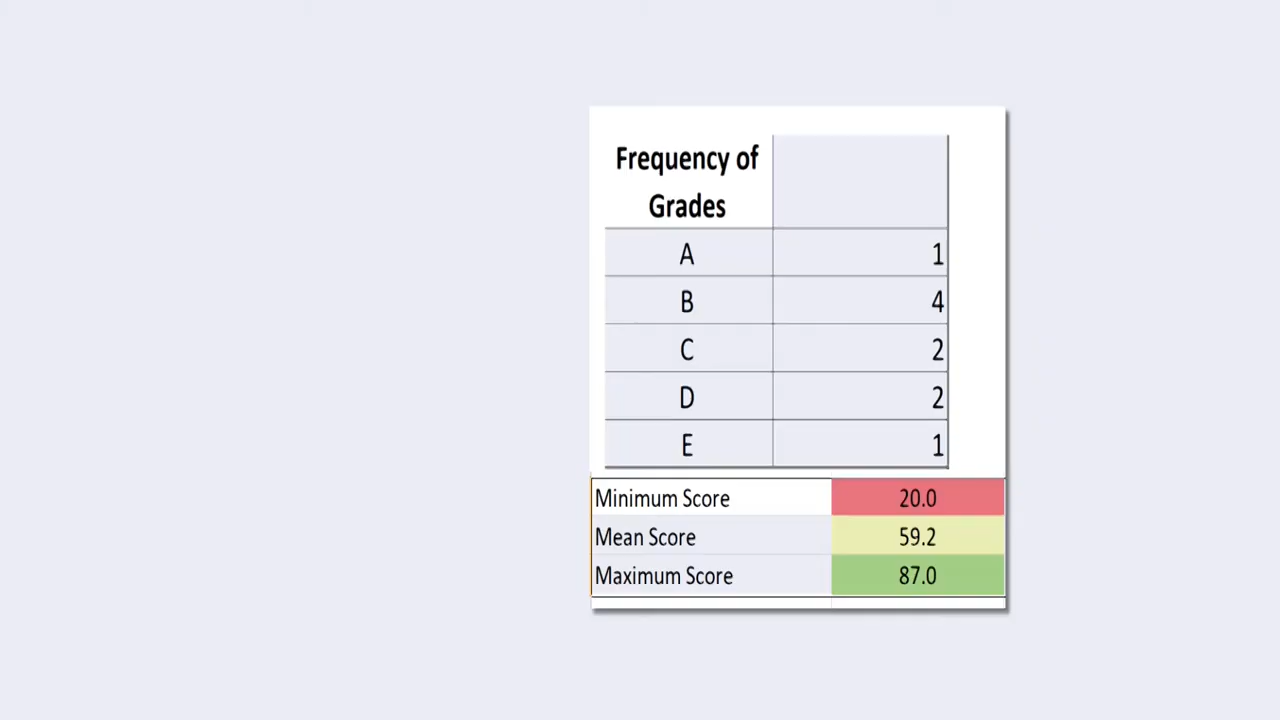 Frequency of
Grades
A 1
B 4
C 2
D 2
E 1
Minimum Score 20.0
Mean Score 59.2
Maximum Score 87.0